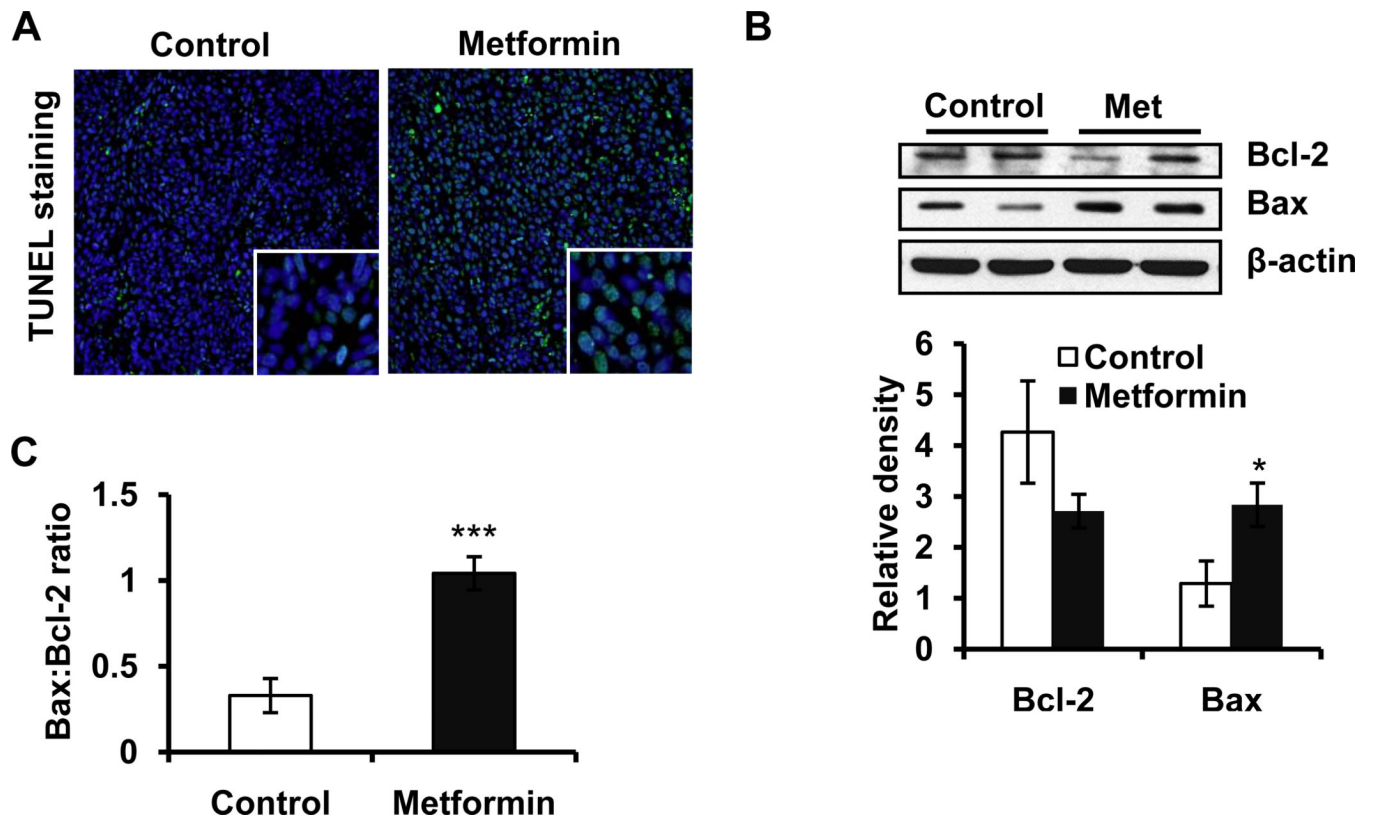 A
Control
Metformin
TUNEL staining
B
Control
Met
Bcl-2
Bax
β-actin
6
5
4
3
2
1
0
Relative density
Control
Metformin
*
Bcl-2
Bax
C
1.5
1
0.5
0
Bax:Bcl-2 ratio
***
Control
Metformin